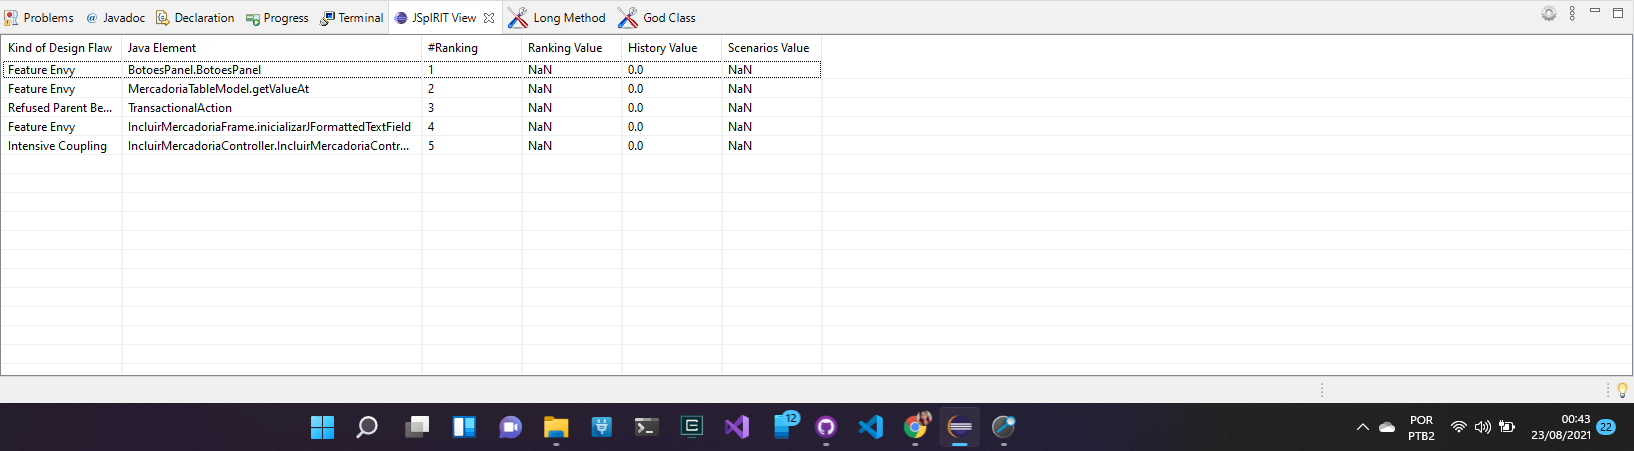 Problems @ Javadoc Declaration Progress Terminal JSpIRIT View Long Method God Class
Kind of Design Flaw Java Element #Ranking Ranking Value History Value Scenarios Value
Feature Envy BotoesPanel.BotoesPanel 1 NaN 0.0 NaN
Feature Envy MercadoriaTableModel.getValueAt 2 NaN 0.0 NaN
Refused Parent Be... TransactionalAction 3 NaN 0.0 NaN
Feature Envy IncluirMercadoriaFrame.inicializarJFormattedTextField 4 NaN 0.0 NaN
Intensive Coupling IncluirMercadoriaController.IncluirMercadoriaContr... 5 NaN 0.0 NaN
12
POR
PTB2
00:43
23/08/2021
22